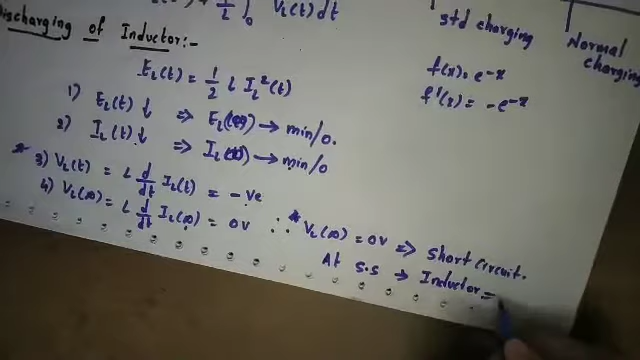 1/L ∫₀ V_L(t) dt
Discharging of Inductor:-
std charging
Normal charging
E_L(t) = 1/2 L I_L²(t)
f(x) = e^-x
f'(x) = -e^-x
1) E_L(t) ↓ ⇒ E_L(∞) → min/0.
2) I_L(t) ↓ ⇒ I_L(∞) → min/0
3) V_L(t) = L d/dt I_L(t) = -ve
4) V_L(∞) = L d/dt I_L(∞) = 0V ∴ * V_L(∞) = 0V ⇒ Short Circuit.
At S.S → Inductor =